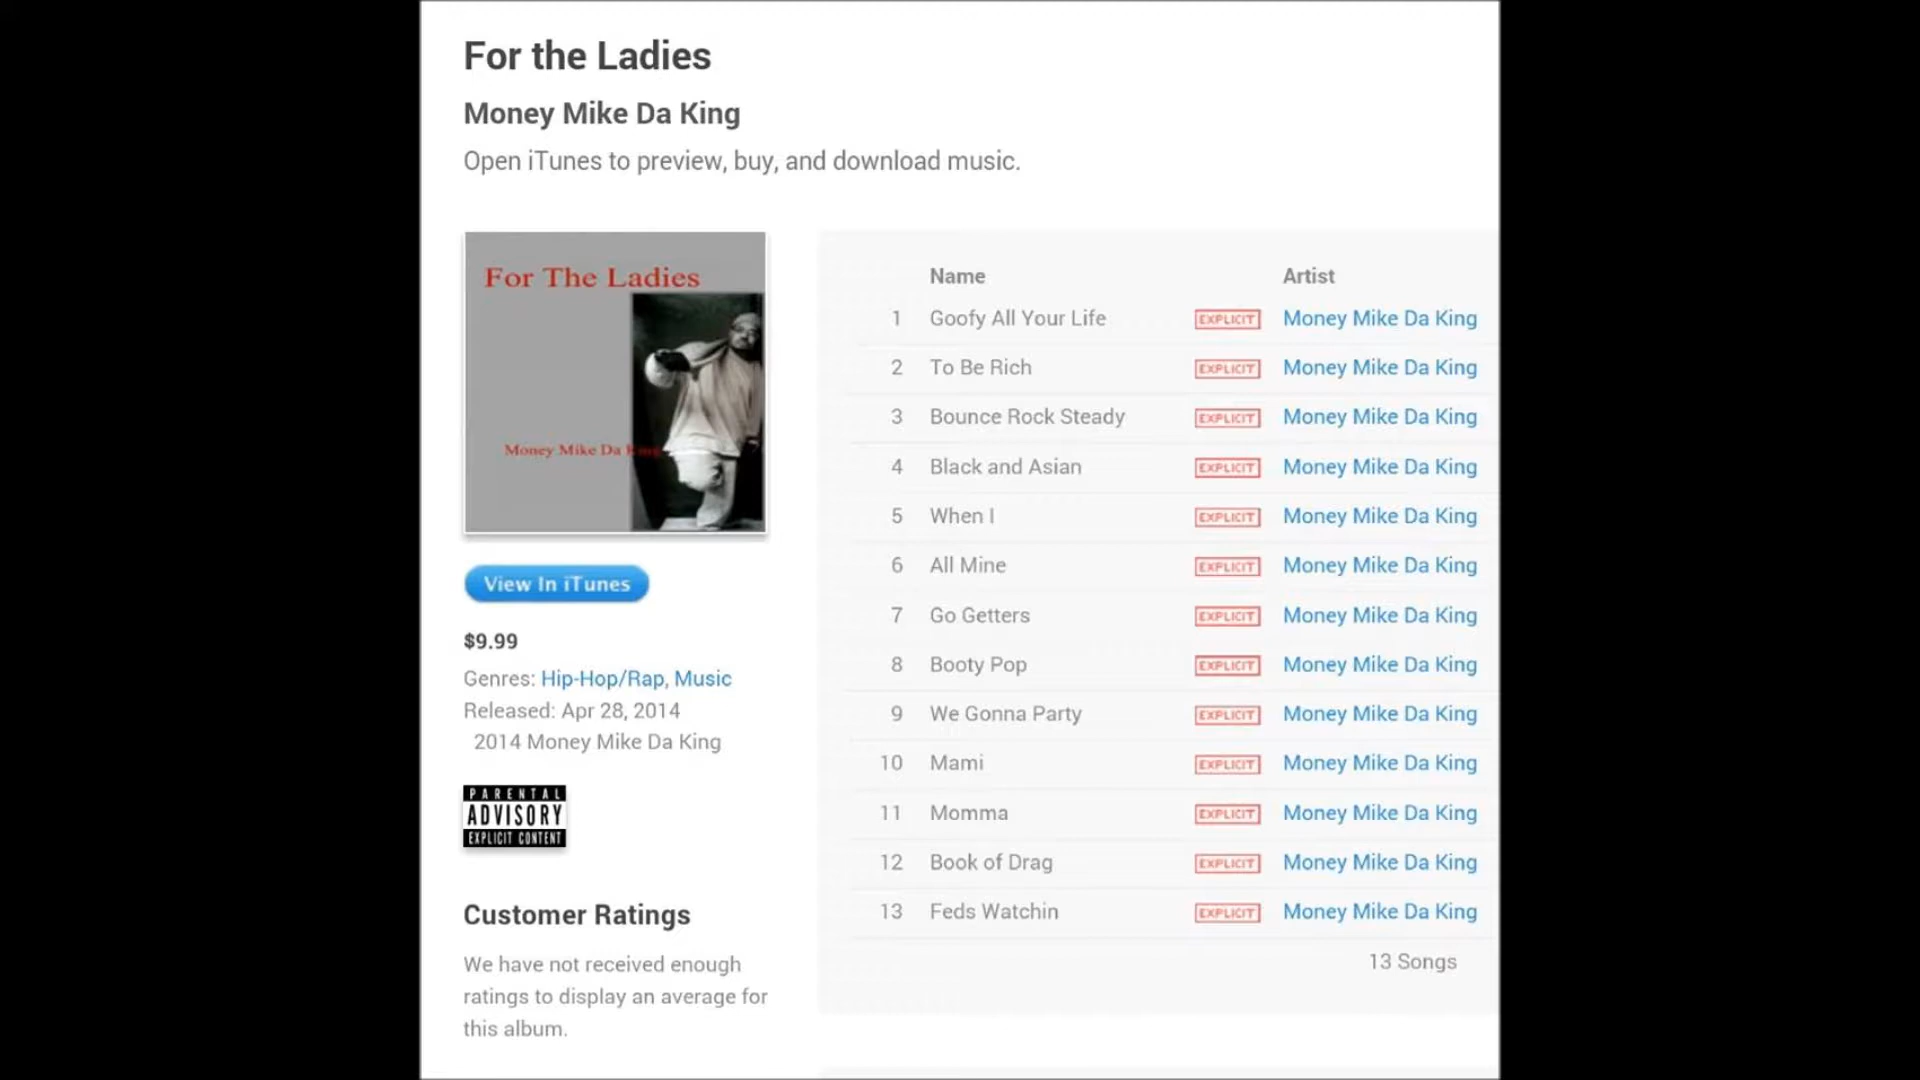 For the Ladies
Money Mike Da King
Open iTunes to preview, buy, and download music.
For The Ladies
Money Mike Da King
View In iTunes
$9.99
Genres: Hip-Hop/Rap, Music
Released: Apr 28, 2014
2014 Money Mike Da King
PARENTAL
ADVISORY
EXPLICIT CONTENT
Customer Ratings
We have not received enough
ratings to display an average for
this album.
Name Artist
1 Goofy All Your Life EXPLICIT Money Mike Da King
2 To Be Rich EXPLICIT Money Mike Da King
3 Bounce Rock Steady EXPLICIT Money Mike Da King
4 Black and Asian EXPLICIT Money Mike Da King
5 When I EXPLICIT Money Mike Da King
6 All Mine EXPLICIT Money Mike Da King
7 Go Getters EXPLICIT Money Mike Da King
8 Booty Pop EXPLICIT Money Mike Da King
9 We Gonna Party EXPLICIT Money Mike Da King
10 Mami EXPLICIT Money Mike Da King
11 Momma EXPLICIT Money Mike Da King
12 Book of Drag EXPLICIT Money Mike Da King
13 Feds Watchin EXPLICIT Money Mike Da King
13 Songs